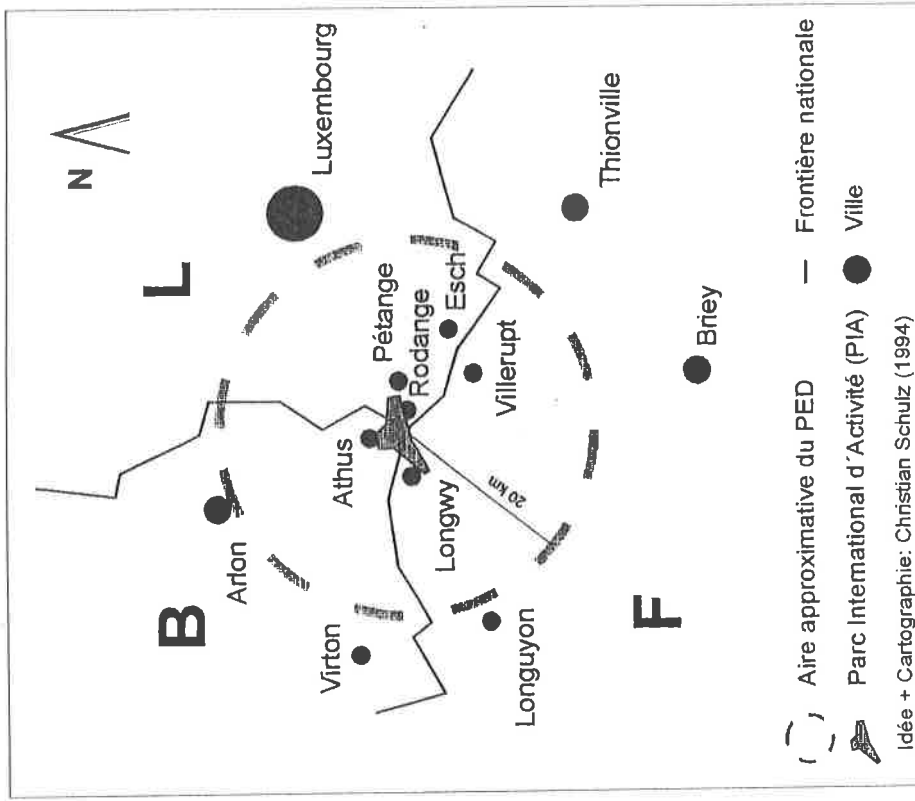 N
L
B
F
Luxembourg
Arlon
Pétange
Athus
Rodange
Virton
Esch
Longwy
Villerupt
Thionville
20 km
Longuyon
Briey
Aire approximative du PED
Frontière nationale
Parc International d´Activité (PIA)
Ville
Idée + Cartographie: Christian Schulz (1994)